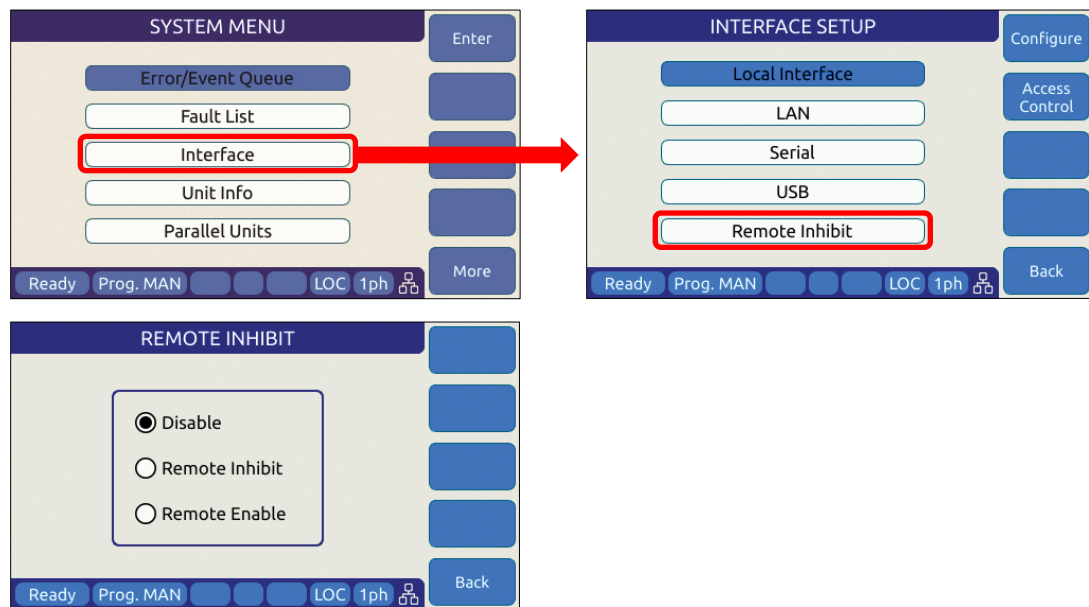 SYSTEM MENU
Enter
Error/Event Queue
Fault List
Interface
Unit Info
Parallel Units
More
Ready Prog. MAN LOC 1ph
INTERFACE SETUP
Configure
Local Interface
Access
Control
LAN
Serial
USB
Remote Inhibit
Back
Ready Prog. MAN LOC 1ph
REMOTE INHIBIT
Disable
Remote Inhibit
Remote Enable
Back
Ready Prog. MAN LOC 1ph